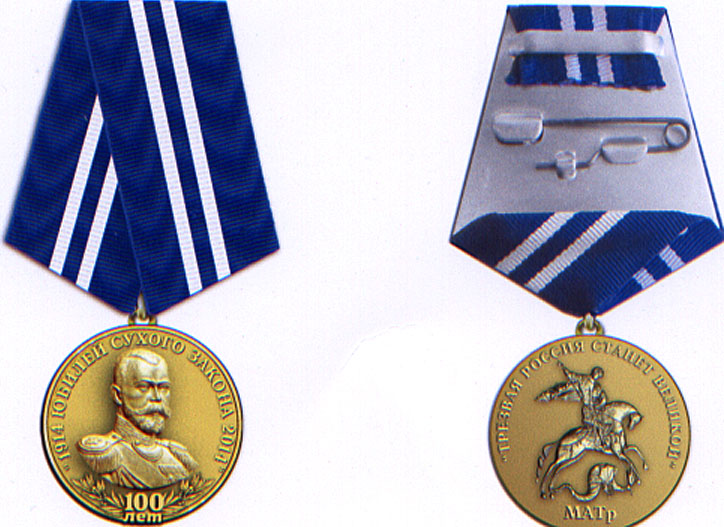 "1914 ЮБИЛЕЙ СУХОГО ЗАКОНА 2014"
100
лет
"ТРЕЗВАЯ РОССИЯ СТАНЕТ ВЕЛИКОЙ"
МАТр